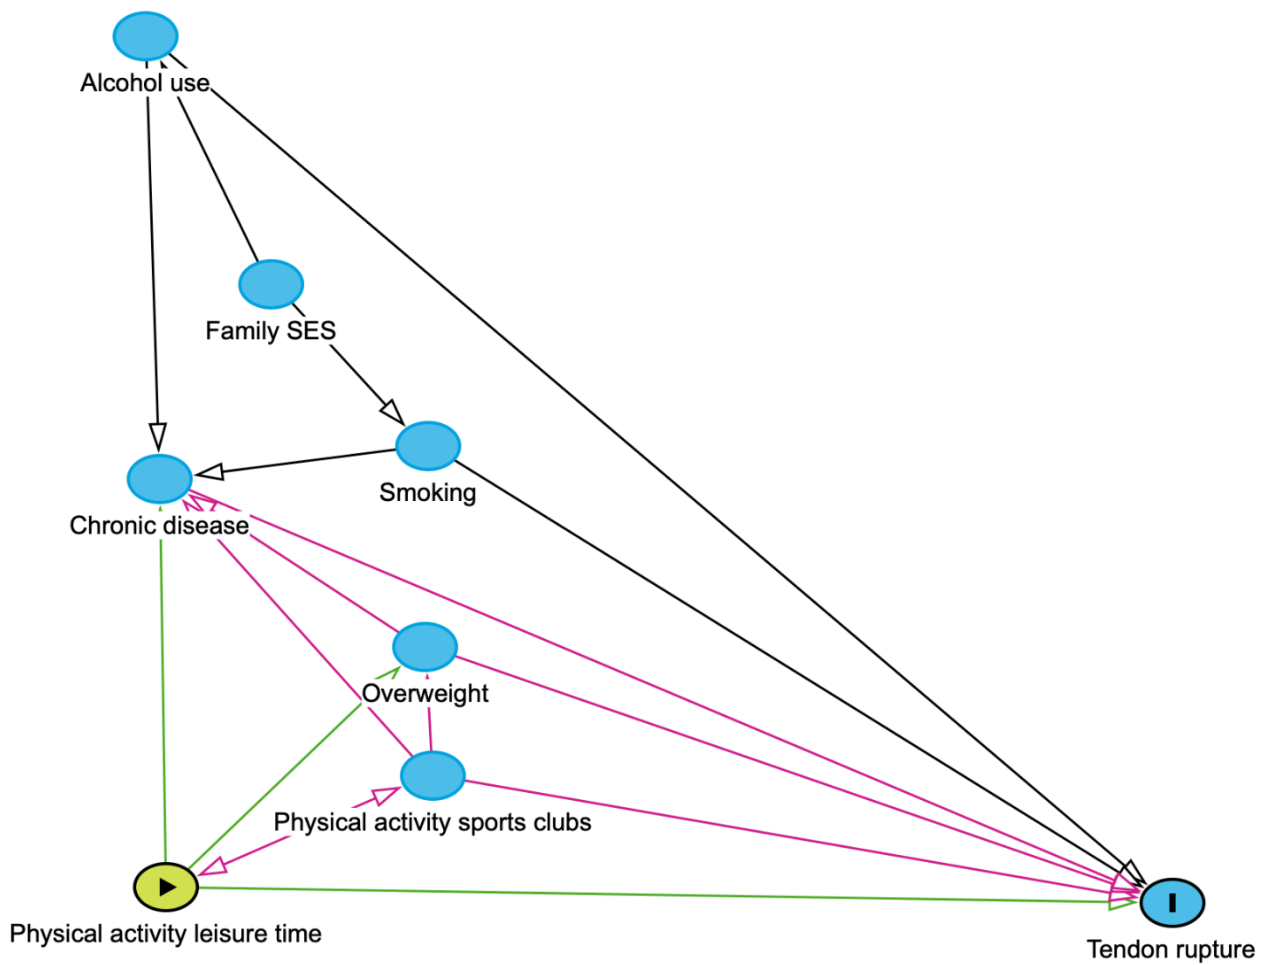 Alcohol use
Family SES
Smoking
Chronic disease
Overweight
Physical activity sports clubs
Physical activity leisure time
Tendon rupture